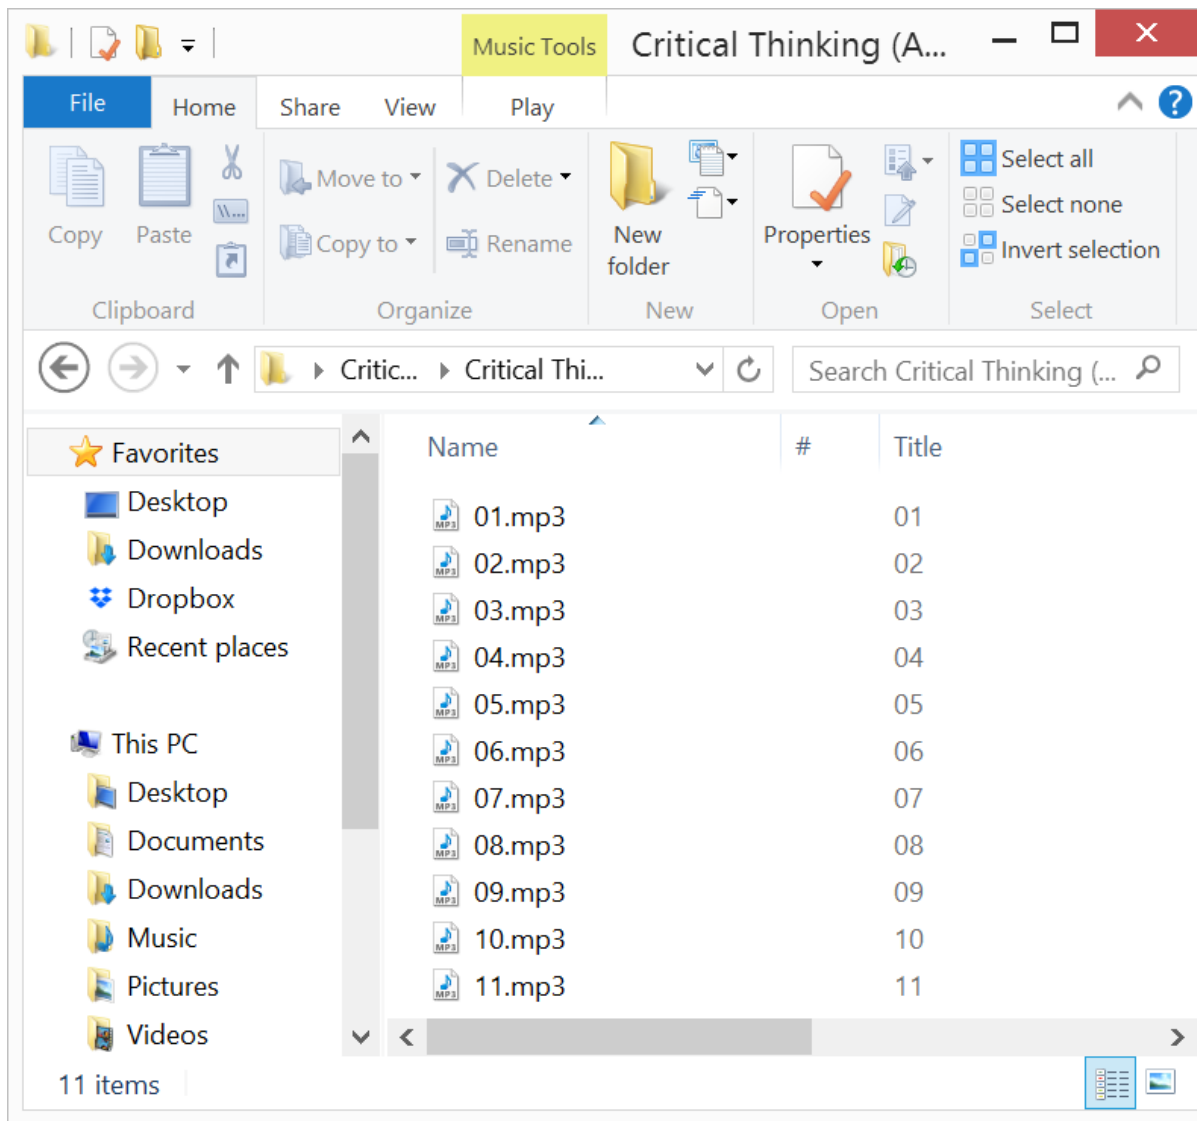 Music Tools Critical Thinking (A...
File Home Share View Play
Copy Paste Move to Copy to Delete Rename New folder Properties Select all Select none Invert selection
Clipboard Organize New Open Select
Critic... Critical Thi... Search Critical Thinking (...
Name # Title
Favorites
Desktop
Downloads
Dropbox
Recent places
This PC
Desktop
Documents
Downloads
Music
Pictures
Videos
01.mp3 01
02.mp3 02
03.mp3 03
04.mp3 04
05.mp3 05
06.mp3 06
07.mp3 07
08.mp3 08
09.mp3 09
10.mp3 10
11.mp3 11
11 items